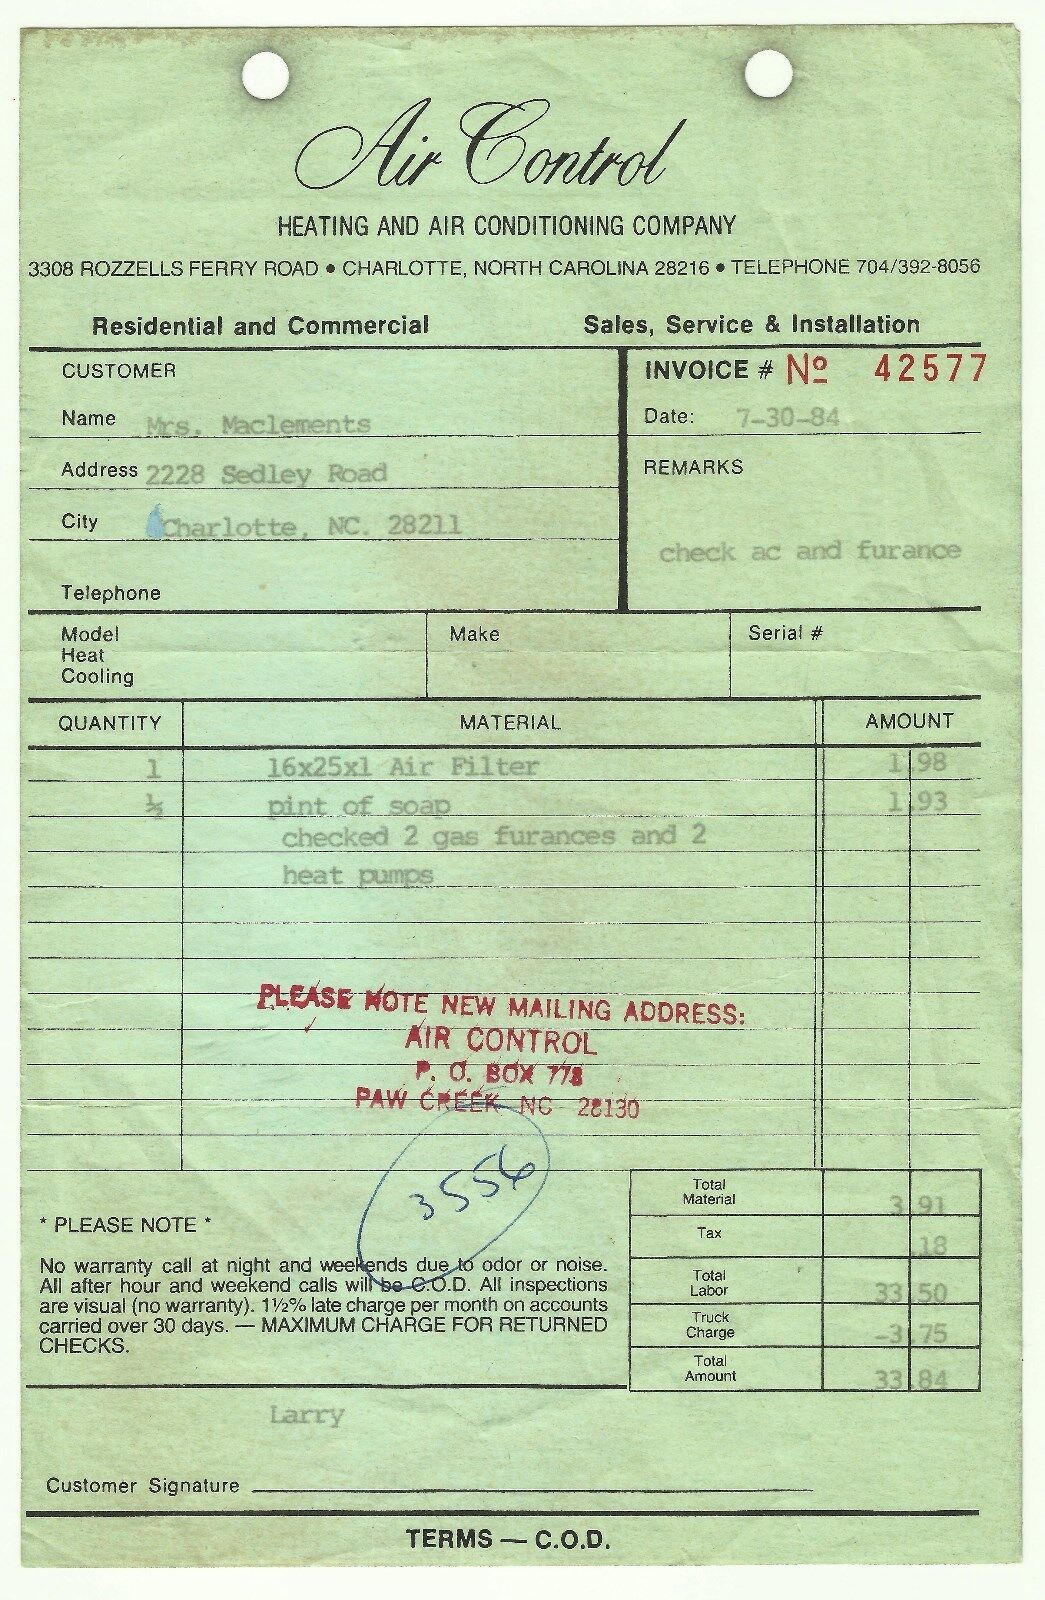 Air Control
HEATING AND AIR CONDITIONING COMPANY
3308 ROZZELLS FERRY ROAD • CHARLOTTE, NORTH CAROLINA 28216 • TELEPHONE 704/392-8056
Residential and Commercial
Sales, Service & Installation
CUSTOMER
Name Mrs. Maclements
Address 2228 Sedley Road
City Charlotte, NC. 28211
Telephone
INVOICE # Nº 42577
Date: 7-30-84
REMARKS
check ac and furance
Model
Heat
Cooling
Make
Serial #
QUANTITY MATERIAL AMOUNT
1 16x25x1 Air Filter 1.98
pint of soap 1.93
checked 2 gas furances and 2
heat pumps
PLEASE NOTE NEW MAILING ADDRESS:
AIR CONTROL
P. O. BOX 778
PAW CREEK NC 28130
3556
* PLEASE NOTE *
No warranty call at night and weekends due to odor or noise.
All after hour and weekend calls will be C.O.D. All inspections
are visual (no warranty). 1½% late charge per month on accounts
carried over 30 days. — MAXIMUM CHARGE FOR RETURNED
CHECKS.
Total
Material 3.91
Tax .18
Total
Labor 33.50
Truck
Charge -3.75
Total
Amount 33.84
Larry
Customer Signature
TERMS — C.O.D.